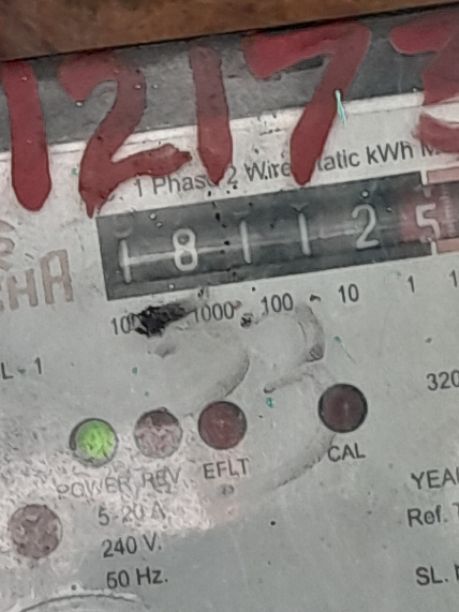 1217
1 Phase 2 Wire Static kWh
1 8 1 1 2 5
1000 100 10 1
L - 1
320
POWER REV EFLT CAL
5-20 A
240 V.
50 Hz.
YEA
Ref.
SL.